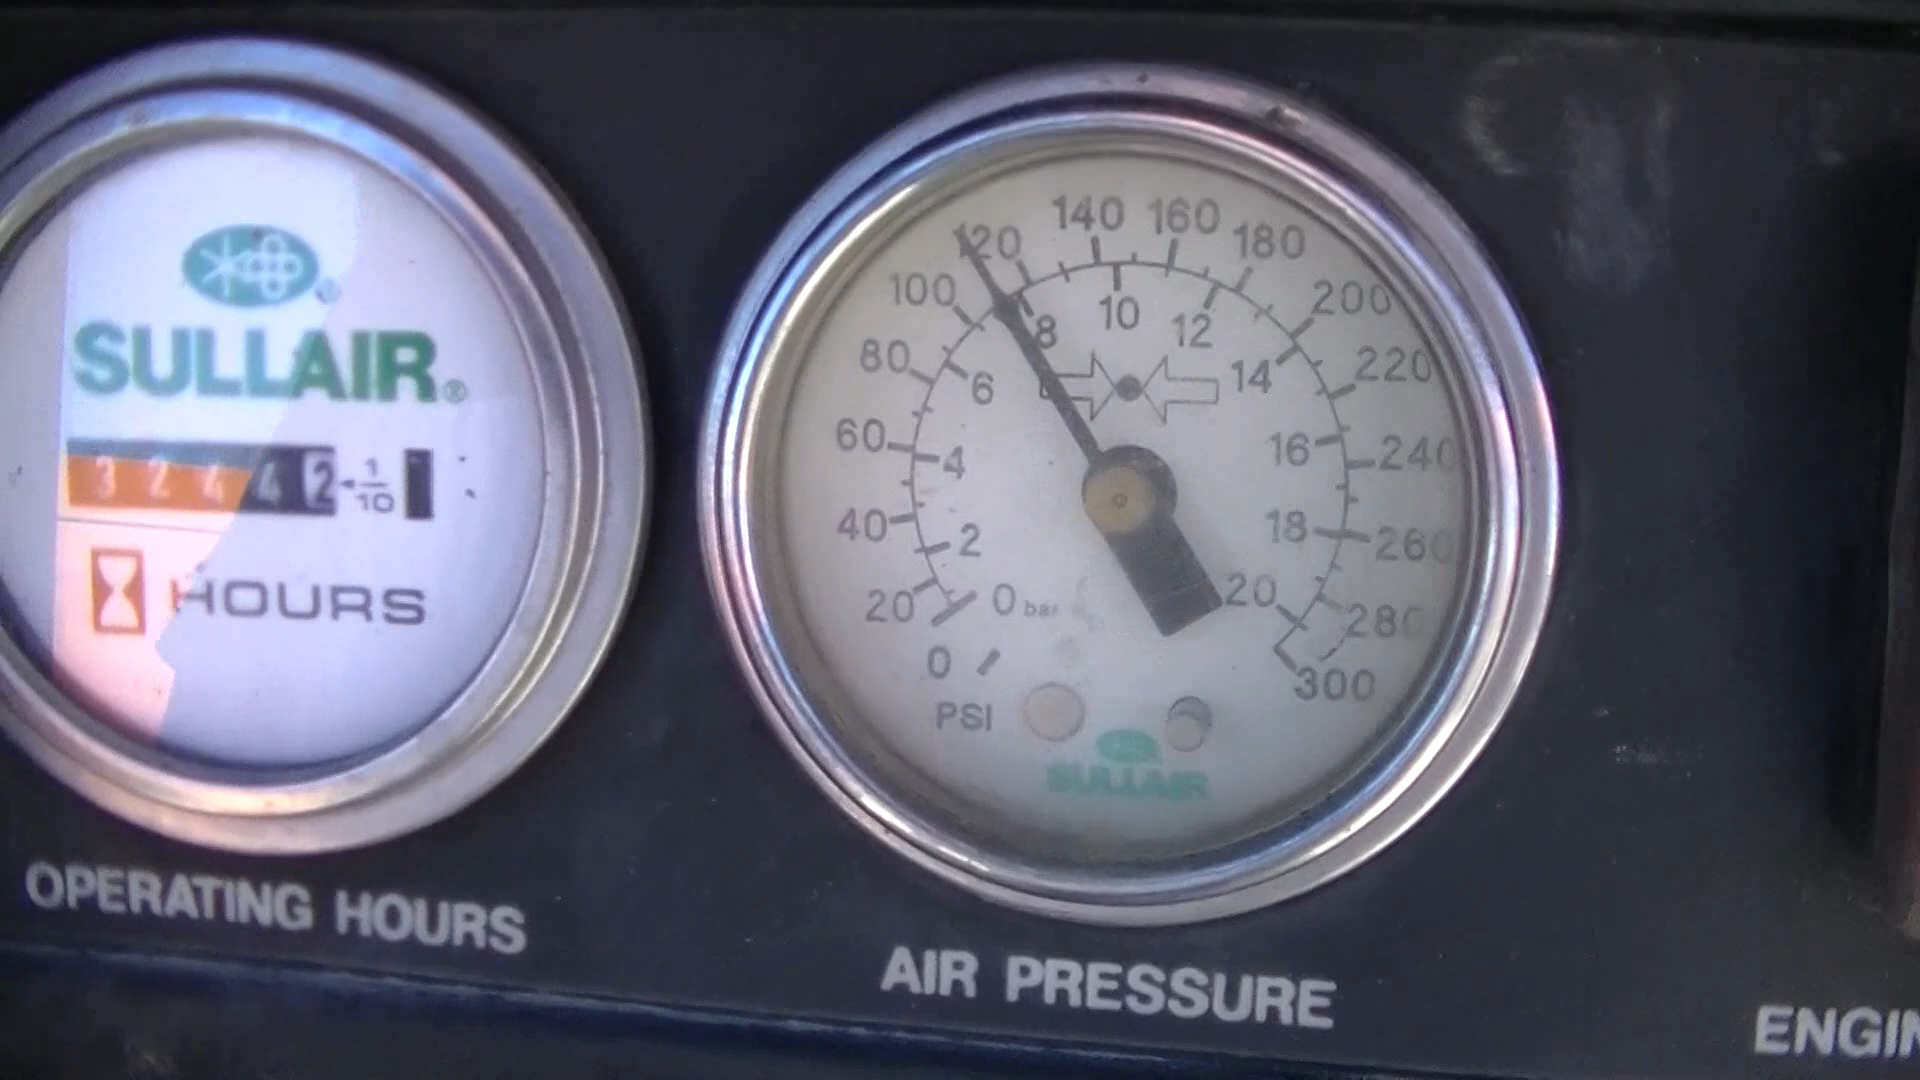 SULLAIR®
3 2 4 4 2 1/10
HOURS
OPERATING HOURS
0 20 40 60 80 100 120 140 160 180 200 220 240 260 280 300
0 bar 2 4 6 8 10 12 14 16 18 20
PSI
SULLAIR
AIR PRESSURE
ENGIN